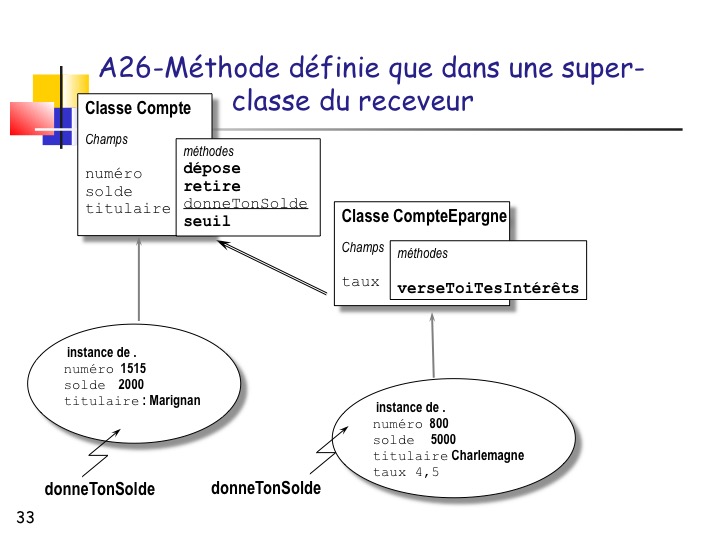 A26-Méthode définie que dans une super-
classe du receveur
Classe Compte
Champs
numéro
solde
titulaire
méthodes
dépose
retire
donneTonSolde
seuil
Classe CompteEpargne
Champs
taux
méthodes
verseToiTesIntérêts
instance de .
numéro 1515
solde 2000
titulaire : Marignan
instance de .
numéro 800
solde 5000
titulaire Charlemagne
taux 4,5
donneTonSolde
donneTonSolde
33